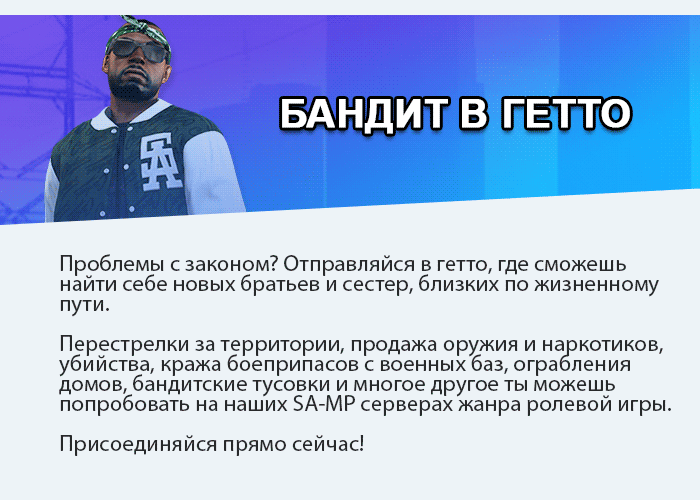 БАНДИТ В ГЕТТО
SA
Проблемы с законом? Отправляйся в гетто, где сможешь
найти себе новых братьев и сестер, близких по жизненному
пути.
Перестрелки за территории, продажа оружия и наркотиков,
убийства, кража боеприпасов с военных баз, ограбления
домов, бандитские тусовки и многое другое ты можешь
попробовать на наших SA-MP серверах жанра ролевой игры.
Присоединяйся прямо сейчас!